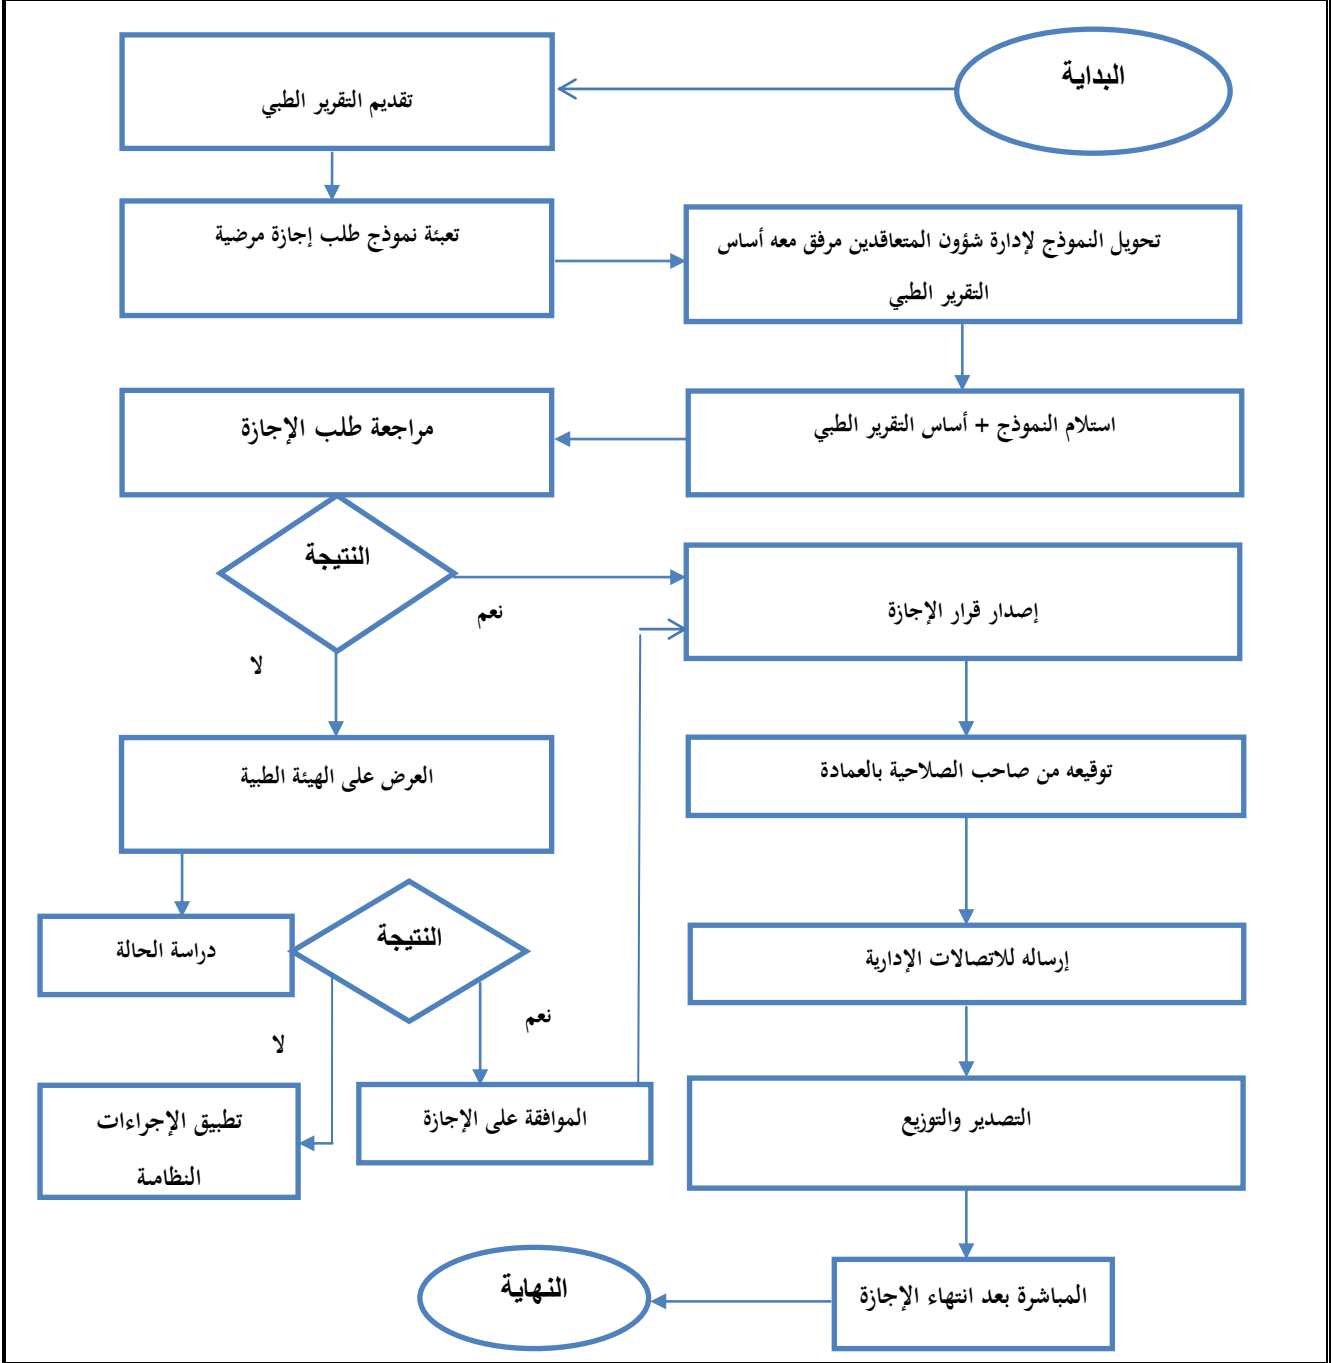 البداية
تقديم التقرير الطبي
تعبئة نموذج طلب إجازة مرضية
تحويل النموذج لإدارة شؤون المتعاقدين مرفق معه أساس
التقرير الطبي
استلام النموذج + أساس التقرير الطبي
مراجعة طلب الإجازة
النتيجة
نعم
لا
إصدار قرار الإجازة
العرض على الهيئة الطبية
توقيعه من صاحب الصلاحية بالعمادة
دراسة الحالة
النتيجة
نعم
لا
إرساله للاتصالات الإدارية
الموافقة على الإجازة
تطبيق الإجراءات
النظامية
التصدير والتوزيع
المباشرة بعد انتهاء الإجازة
النهاية